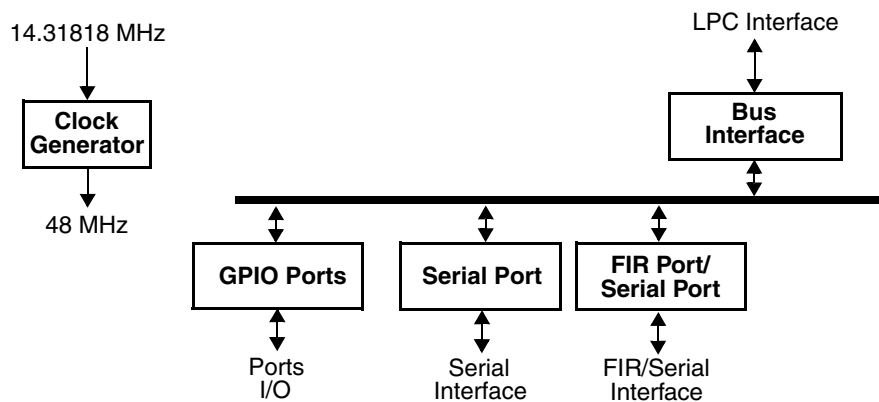 14.31818 MHz
Clock
Generator
48 MHz
LPC Interface
Bus
Interface
GPIO Ports
Serial Port
FIR Port/
Serial Port
Ports
I/O
Serial
Interface
FIR/Serial
Interface